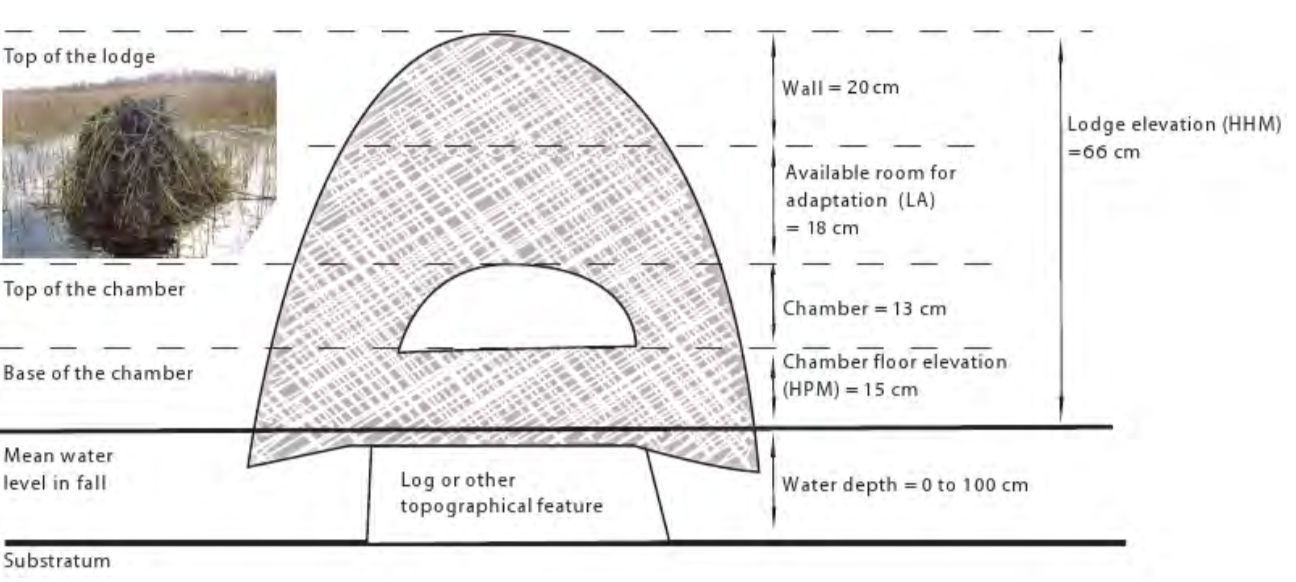 Top of the lodge
Wall = 20 cm
Lodge elevation (HHM)
=66 cm
Available room for
adaptation (LA)
= 18 cm
Top of the chamber
Chamber = 13 cm
Base of the chamber
Chamber floor elevation
(HPM) = 15 cm
Mean water
level in fall
Log or other
topographical feature
Water depth = 0 to 100 cm
Substratum